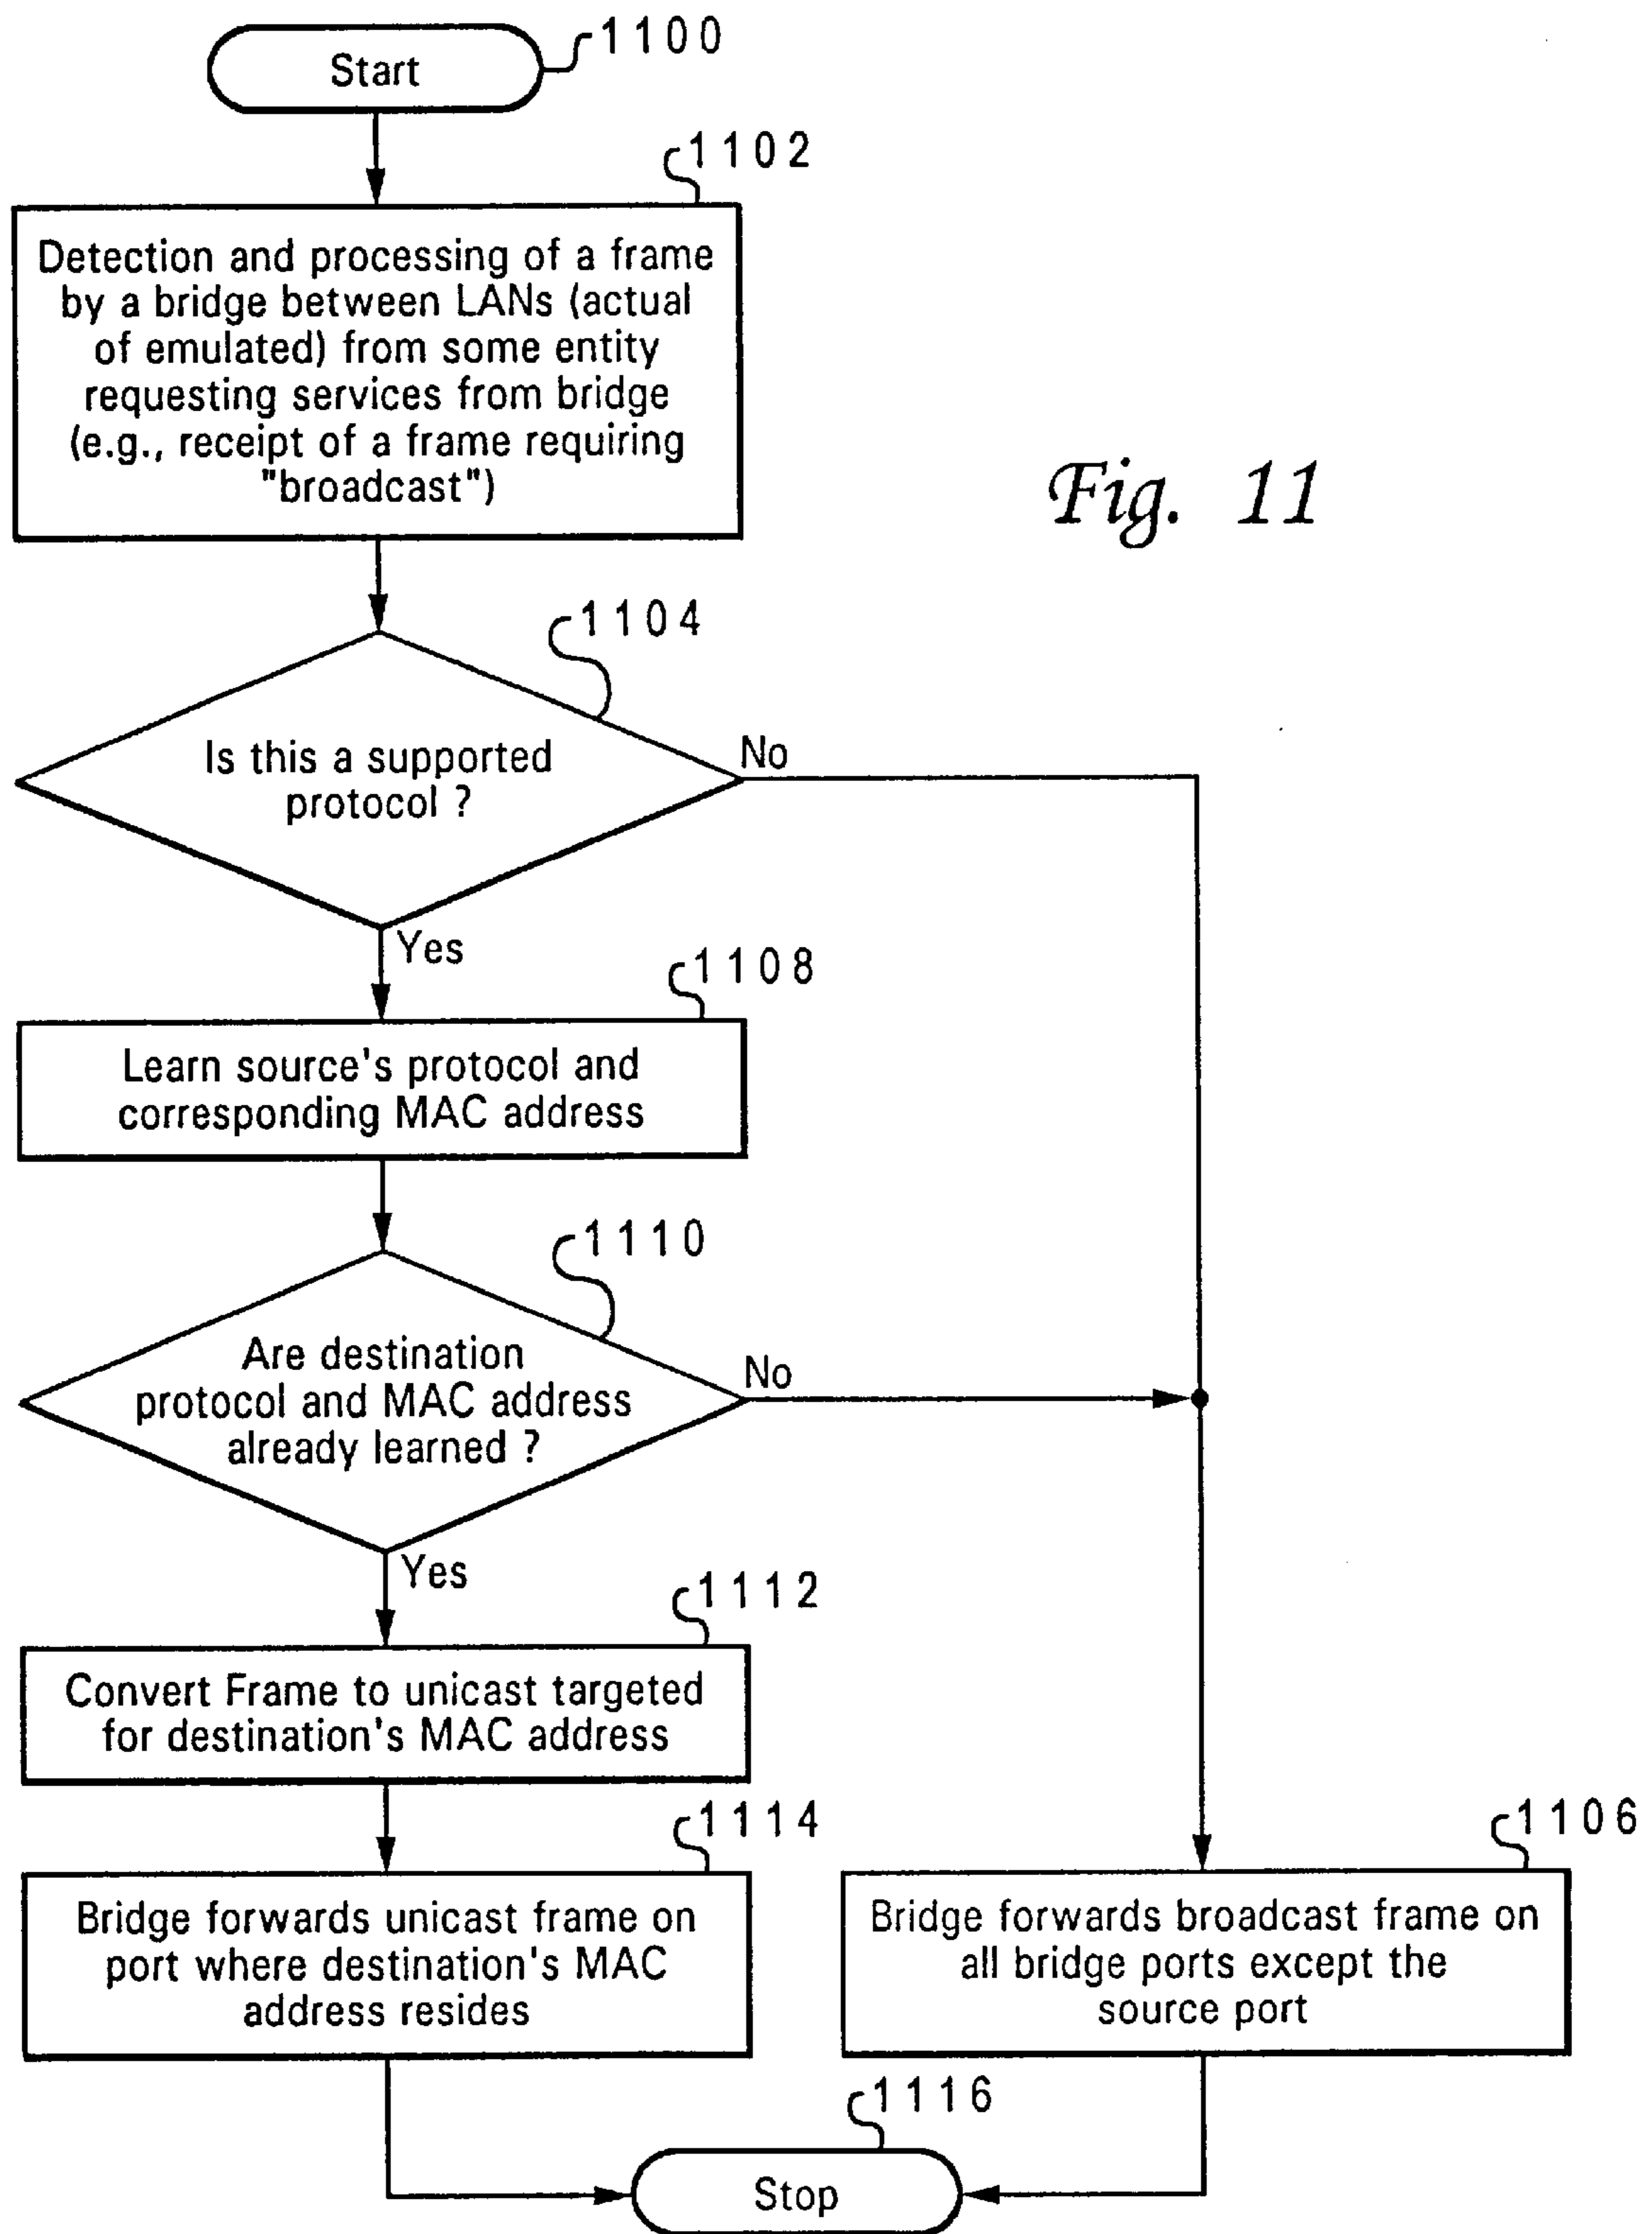 1100
Start
1102
Detection and processing of a frame
by a bridge between LANs (actual
of emulated) from some entity
requesting services from bridge
(e.g., receipt of a frame requiring
"broadcast")
Fig. 11
1104
Is this a supported
protocol ?
No
Yes
1108
Learn source's protocol and
corresponding MAC address
1110
Are destination
protocol and MAC address
already learned ?
No
Yes
1112
Convert Frame to unicast targeted
for destination's MAC address
1114
Bridge forwards unicast frame on
port where destination's MAC
address resides
1106
Bridge forwards broadcast frame on
all bridge ports except the
source port
1116
Stop